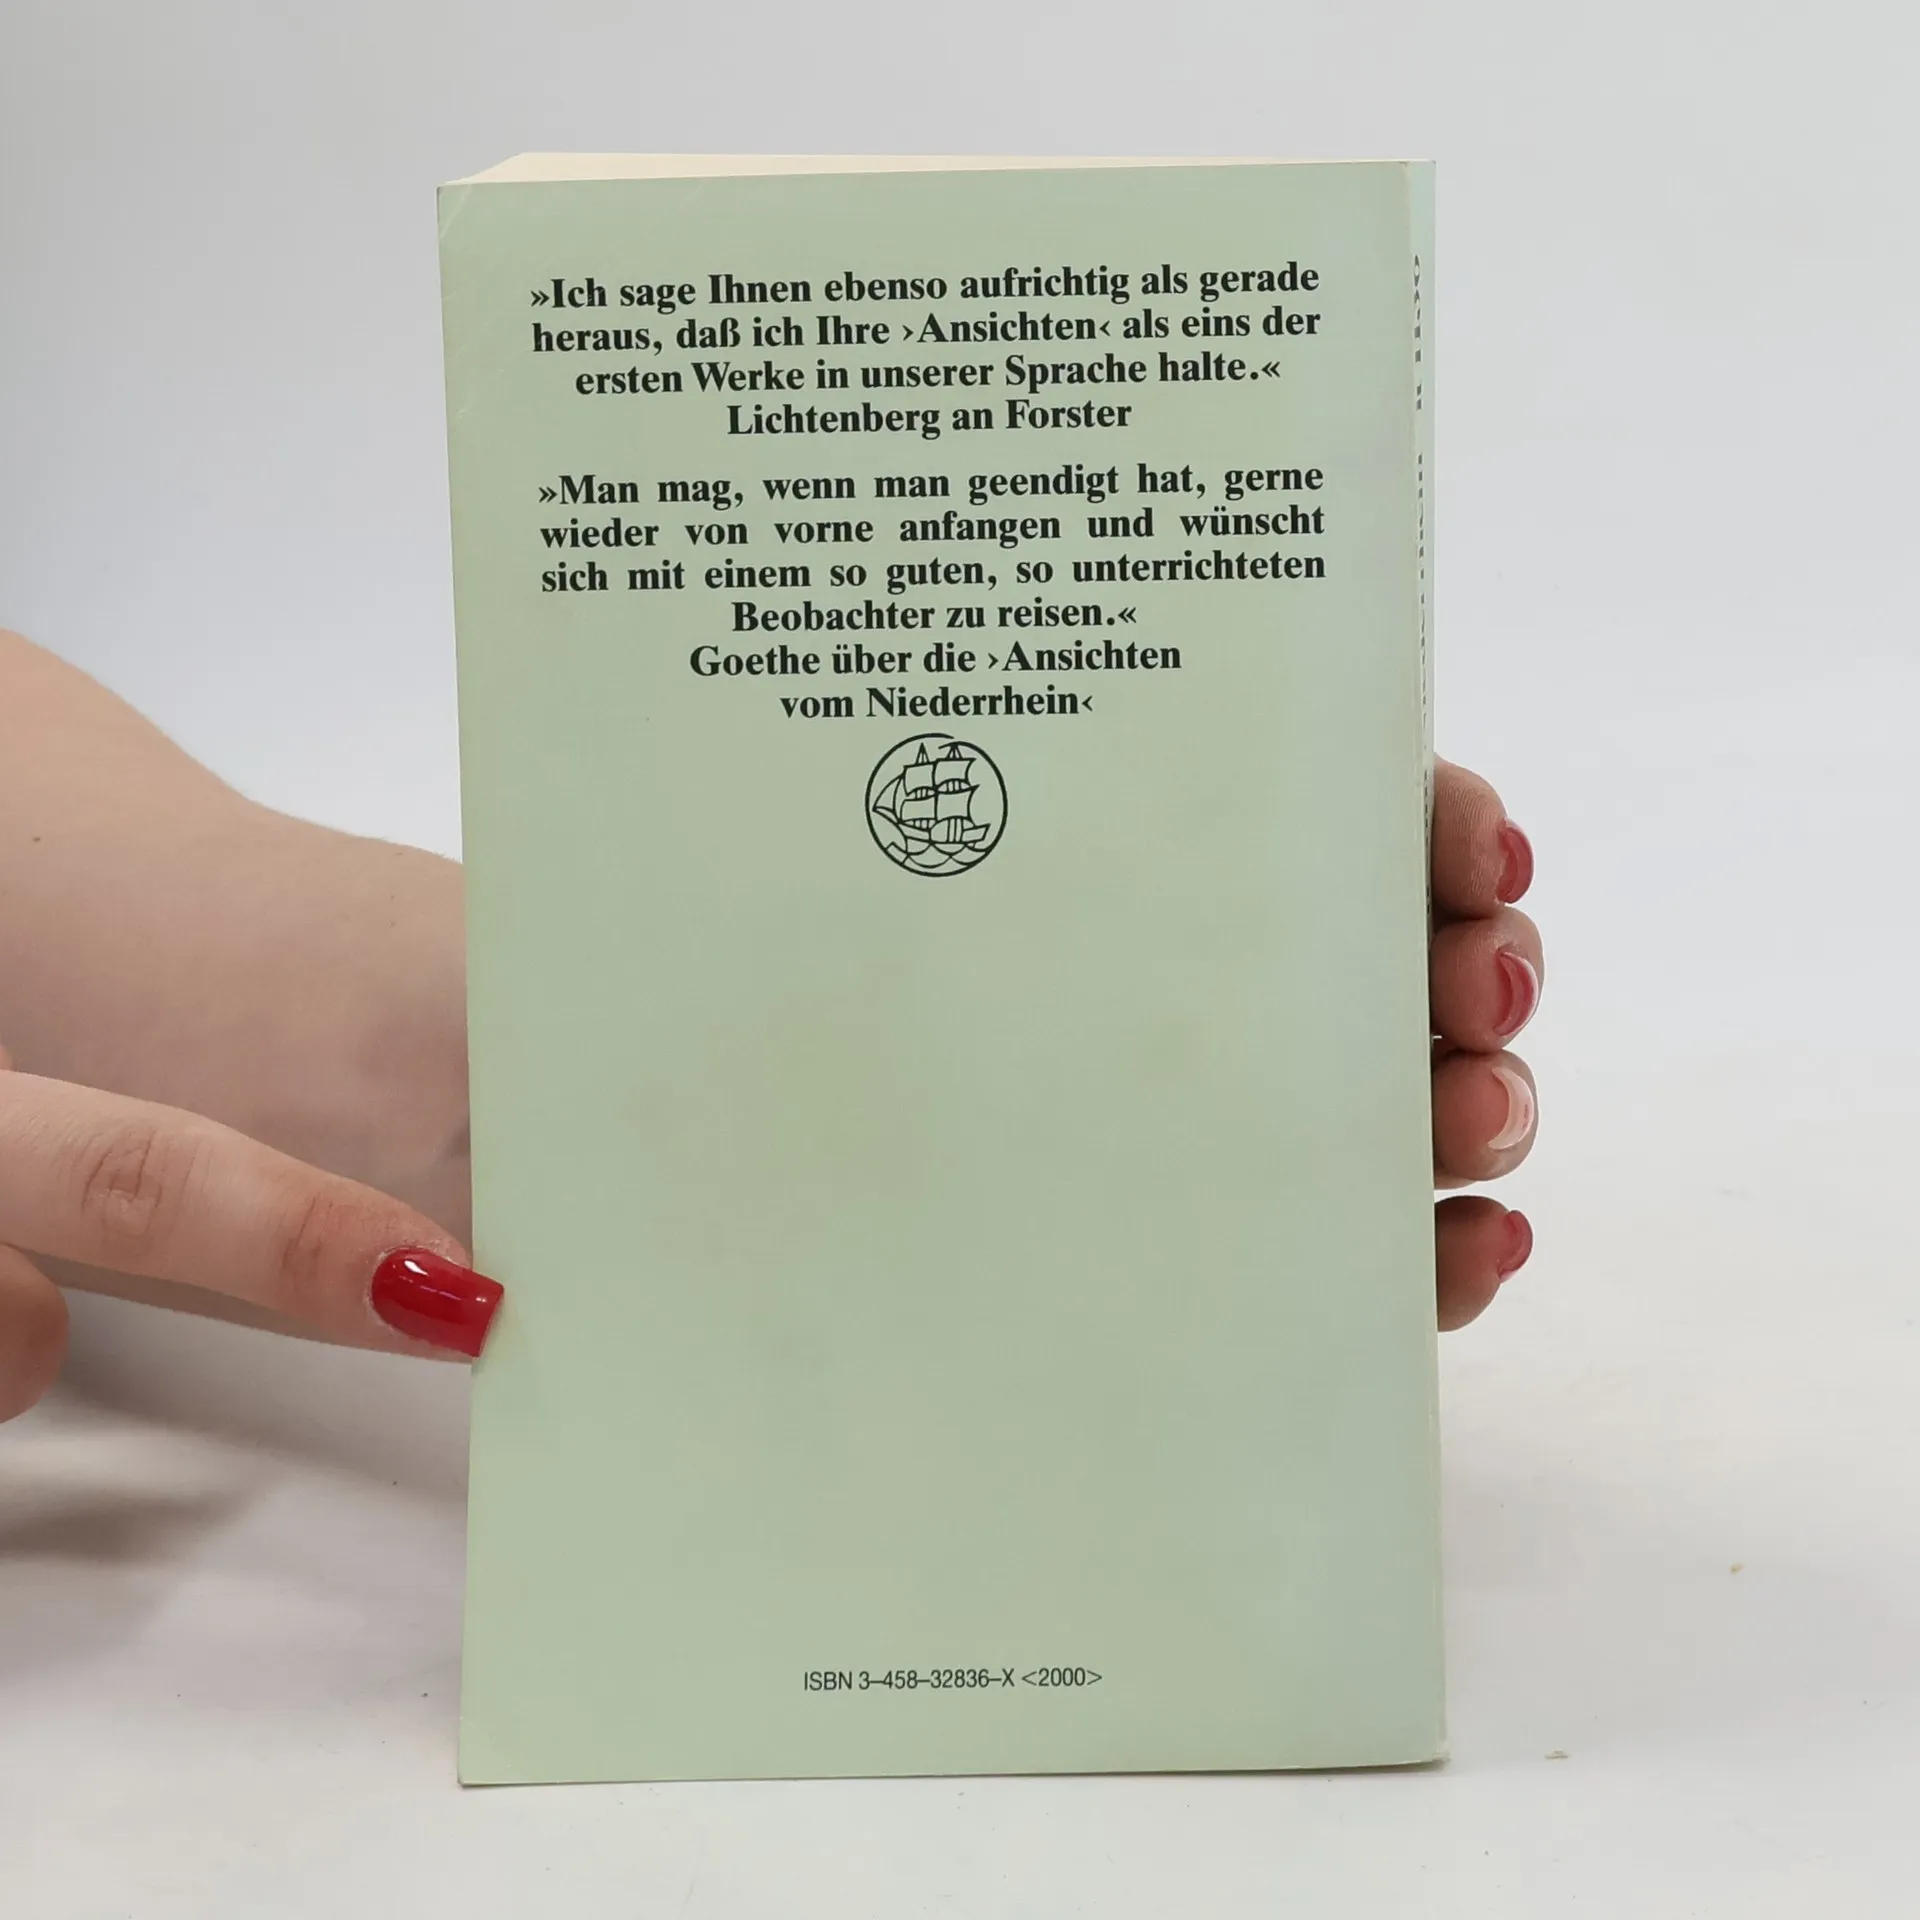 »Ich sage Ihnen ebenso aufrichtig als gerade
heraus, daß ich Ihre ›Ansichten‹ als eins der
ersten Werke in unserer Sprache halte.«
Lichtenberg an Forster
»Man mag, wenn man geendigt hat, gerne
wieder von vorne anfangen und wünscht
sich mit einem so guten, so unterrichteten
Beobachter zu reisen.«
Goethe über die ›Ansichten
vom Niederrhein‹
ISBN 3–458–32836–X <2000>